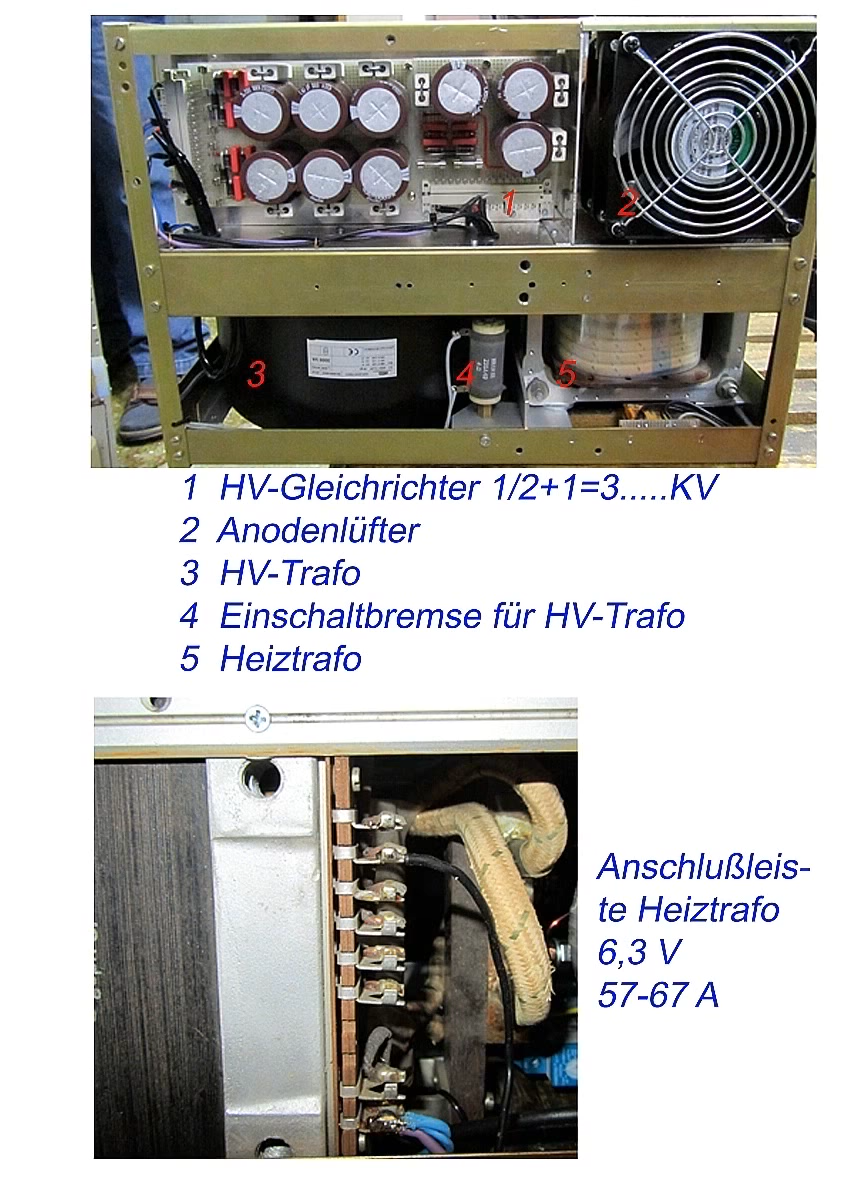 1
2
3
4
5
1 HV-Gleichrichter 1/2+1=3.....KV
2 Anodenlüfter
3 HV-Trafo
4 Einschaltbremse für HV-Trafo
5 Heiztrafo
Anschlußleis-
te Heiztrafo
6,3 V
57-67 A